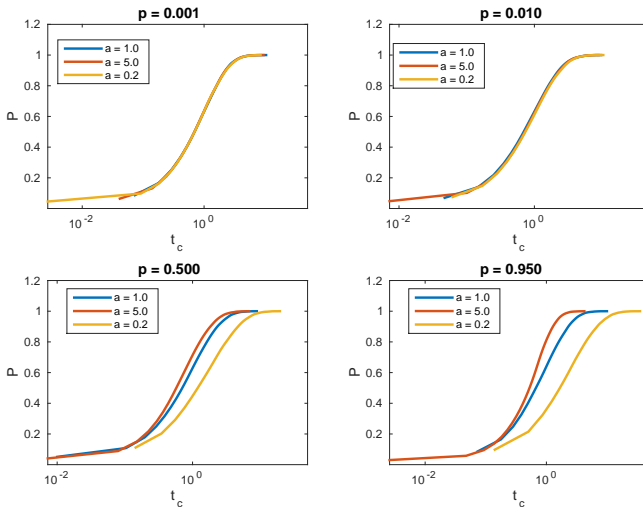 p = 0.001
1.2
1
0.8
0.6
0.4
0.2
P
a = 1.0
a = 5.0
a = 0.2
10^-2
10^0
t_c
p = 0.010
1.2
1
0.8
0.6
0.4
0.2
P
a = 1.0
a = 5.0
a = 0.2
10^-2
10^0
t_c
p = 0.500
1.2
1
0.8
0.6
0.4
0.2
P
a = 1.0
a = 5.0
a = 0.2
10^-2
10^0
t_c
p = 0.950
1.2
1
0.8
0.6
0.4
0.2
P
a = 1.0
a = 5.0
a = 0.2
10^-2
10^0
t_c